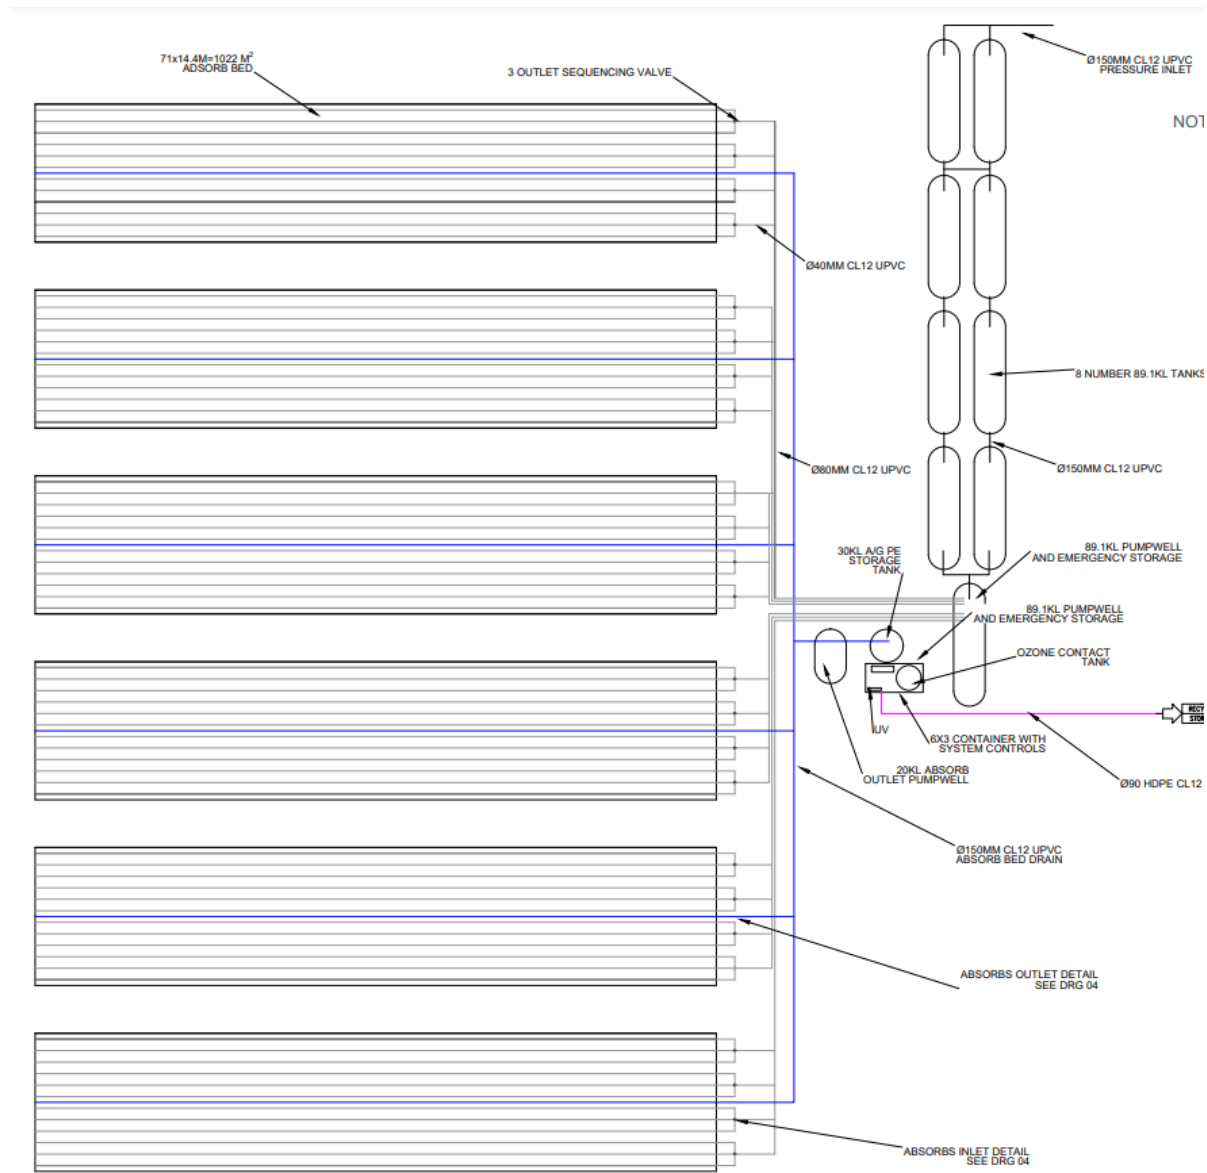 71x14.4M=1022 M²
ADSORB BED
3 OUTLET SEQUENCING VALVE
Ø150MM CL12 UPVC
PRESSURE INLET
NOT
Ø40MM CL12 UPVC
8 NUMBER 89.1KL TANKS
Ø80MM CL12 UPVC
Ø150MM CL12 UPVC
30KL A/G PE
STORAGE
TANK
89.1KL PUMPWELL
AND EMERGENCY STORAGE
89.1KL PUMPWELL
AND EMERGENCY STORAGE
OZONE CONTACT
TANK
RECY
STOR
UV
6X3 CONTAINER WITH
SYSTEM CONTROLS
20KL ABSORB
OUTLET PUMPWELL
Ø90 HDPE CL12
Ø150MM CL12 UPVC
ABSORB BED DRAIN
ABSORBS OUTLET DETAIL
SEE DRG 04
ABSORBS INLET DETAIL
SEE DRG 04